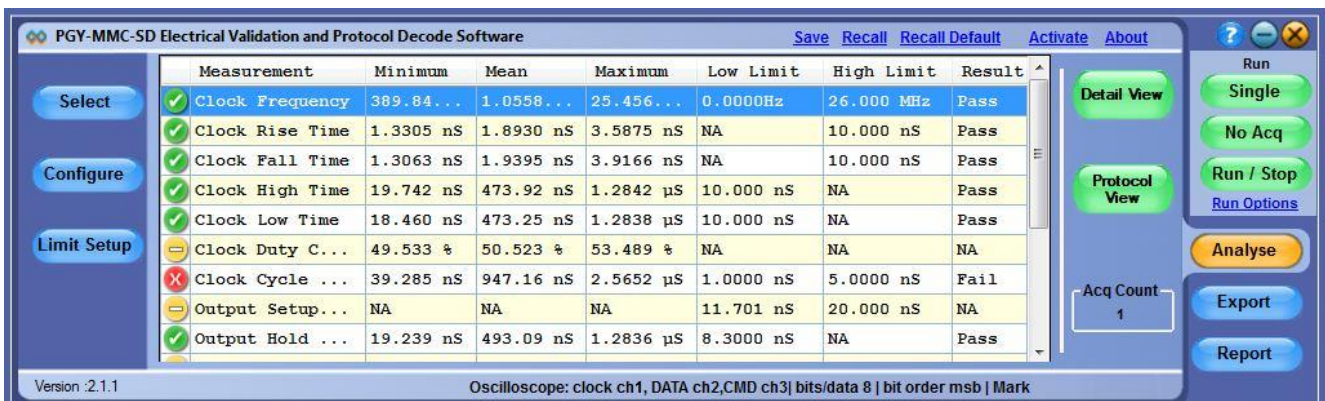 PGY-MMC-SD Electrical Validation and Protocol Decode Software Save Recall Recall Default Activate About ?
Select
Configure
Limit Setup
Measurement Minimum Mean Maximum Low Limit High Limit Result
Clock Frequency 389.84... 1.0558... 25.456... 0.0000Hz 26.000 MHz Pass
Clock Rise Time 1.3305 nS 1.8930 nS 3.5875 nS NA 10.000 nS Pass
Clock Fall Time 1.3063 nS 1.9395 nS 3.9166 nS NA 10.000 nS Pass
Clock High Time 19.742 nS 473.92 nS 1.2842 µS 10.000 nS NA Pass
Clock Low Time 18.460 nS 473.25 nS 1.2838 µS 10.000 nS NA Pass
Clock Duty C... 49.533 % 50.523 % 53.489 % NA NA NA
Clock Cycle ... 39.285 nS 947.16 nS 2.5652 µS 1.0000 nS 5.0000 nS Fail
Output Setup... NA NA NA 11.701 nS 20.000 nS NA
Output Hold ... 19.239 nS 493.09 nS 1.2836 µS 8.3000 nS NA Pass
Detail View
Protocol
View
Acq Count
1
Run
Single
No Acq
Run / Stop
Run Options
Analyse
Export
Report
Version :2.1.1 Oscilloscope: clock ch1, DATA ch2,CMD ch3| bits/data 8 | bit order msb | Mark